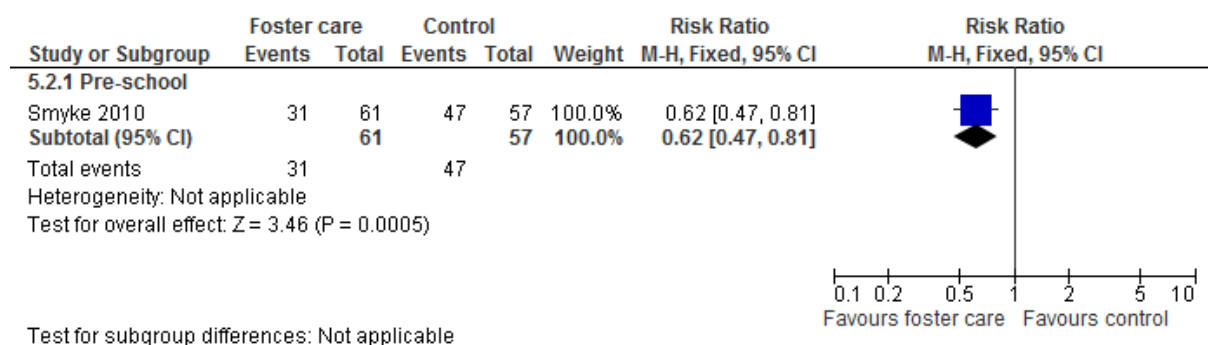 Foster care Control Risk Ratio Risk Ratio
Study or Subgroup Events Total Events Total Weight M-H, Fixed, 95% CI M-H, Fixed, 95% CI
5.2.1 Pre-school
Smyke 2010 31 61 47 57 100.0% 0.62 [0.47, 0.81]
Subtotal (95% CI) 61 57 100.0% 0.62 [0.47, 0.81]
Total events 31 47
Heterogeneity: Not applicable
Test for overall effect: Z = 3.46 (P = 0.0005)
0.1 0.2 0.5 1 2 5 10
Favours foster care Favours control
Test for subgroup differences: Not applicable